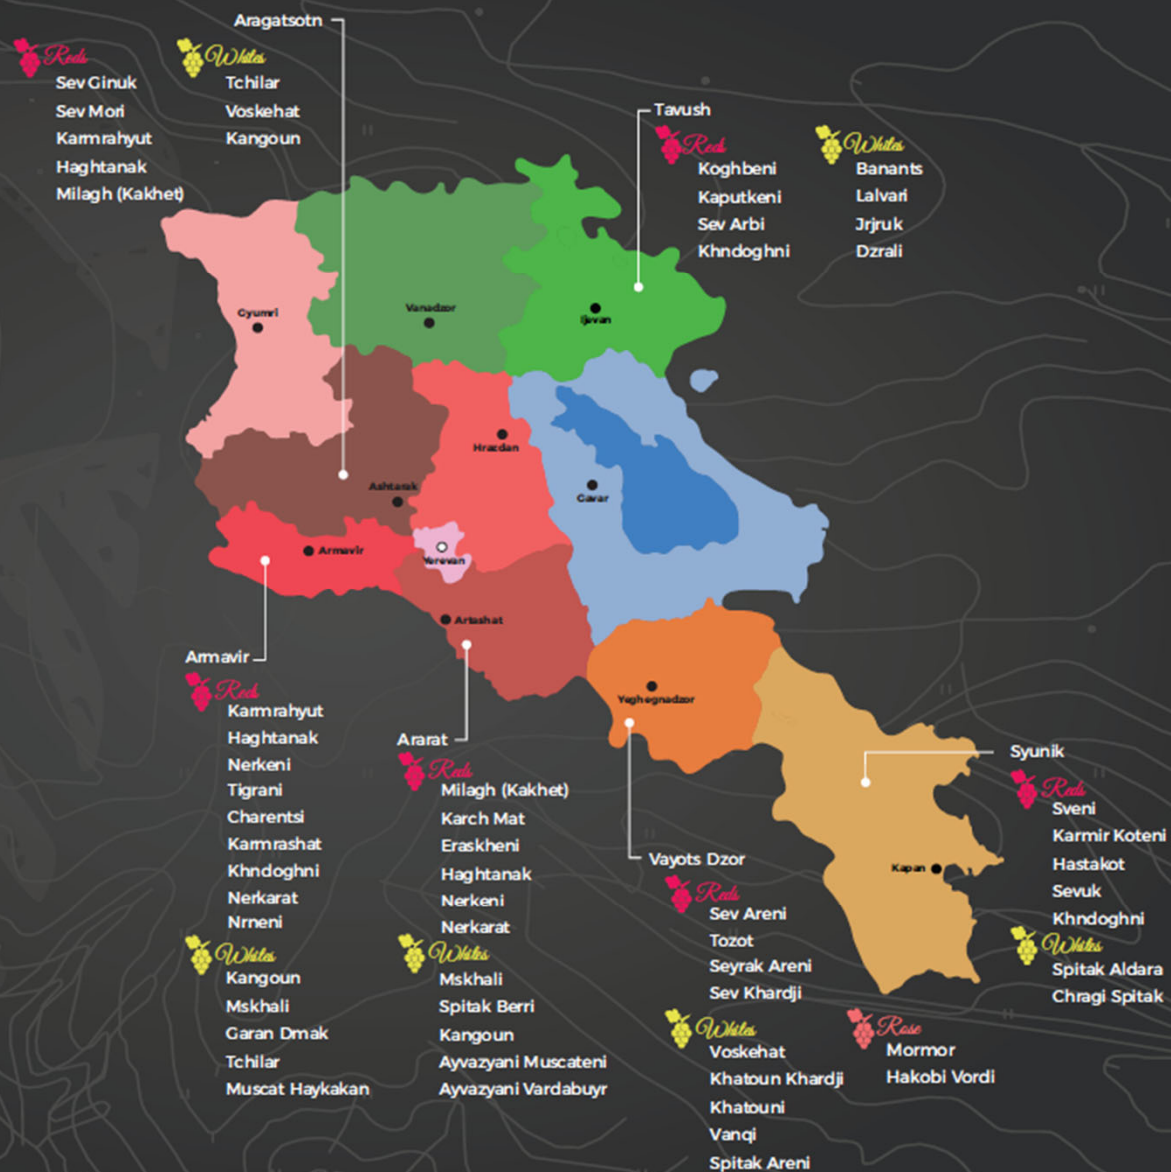 Aragatsotn
Reds
Sev Ginuk
Sev Mori
Karmrahyut
Haghtanak
Milagh (Kakhet)
Whites
Tchilar
Voskehat
Kangoun
Tavush
Reds
Koghbeni
Kaputkeni
Sev Arbi
Khndoghni
Whites
Banants
Lalvari
Jrjruk
Dzrali
Gyumri
Vanadzor
Ijevan
Hrazdan
Ashtarak
Gavar
Armavir
Yerevan
Artashat
Yeghegnadzor
Kapan
Armavir
Reds
Karmrahyut
Haghtanak
Nerkeni
Tigrani
Charentsi
Karmrashat
Khndoghni
Nerkarat
Nrneni
Whites
Kangoun
Mskhali
Garan Dmak
Tchilar
Muscat Haykakan
Ararat
Reds
Milagh (Kakhet)
Karch Mat
Eraskheni
Haghtanak
Nerkeni
Nerkarat
Whites
Mskhali
Spitak Berri
Kangoun
Ayvazyani Muscateni
Ayvazyani Vardabuyr
Vayots Dzor
Reds
Sev Areni
Tozot
Seyrak Areni
Sev Khardji
Whites
Voskehat
Khatoun Khardji
Khatouni
Vanqi
Spitak Areni
Rose
Mormor
Hakobi Vordi
Syunik
Reds
Sveni
Karmir Koteni
Hastakot
Sevuk
Khndoghni
Whites
Spitak Aldara
Chragi Spitak